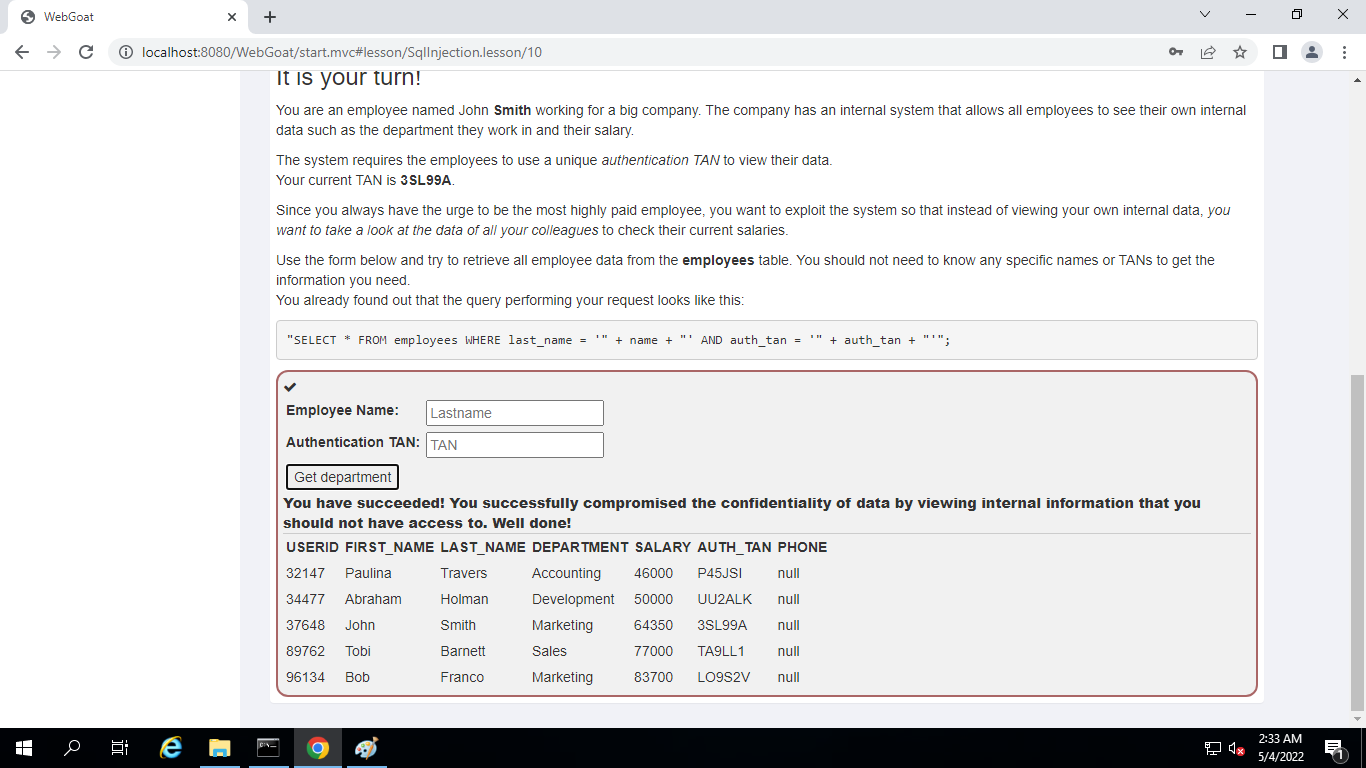 WebGoat
localhost:8080/WebGoat/start.mvc#lesson/SqlInjection.lesson/10
It is your turn!
You are an employee named John Smith working for a big company. The company has an internal system that allows all employees to see their own internal
data such as the department they work in and their salary.
The system requires the employees to use a unique authentication TAN to view their data.
Your current TAN is 3SL99A.
Since you always have the urge to be the most highly paid employee, you want to exploit the system so that instead of viewing your own internal data, you
want to take a look at the data of all your colleagues to check their current salaries.
Use the form below and try to retrieve all employee data from the employees table. You should not need to know any specific names or TANs to get the
information you need.
You already found out that the query performing your request looks like this:
"SELECT * FROM employees WHERE last_name = '" + name + "' AND auth_tan = '" + auth_tan + "'";
Employee Name: Lastname
Authentication TAN: TAN
Get department
You have succeeded! You successfully compromised the confidentiality of data by viewing internal information that you
should not have access to. Well done!
USERID FIRST_NAME LAST_NAME DEPARTMENT SALARY AUTH_TAN PHONE
32147 Paulina Travers Accounting 46000 P45JSI null
34477 Abraham Holman Development 50000 UU2ALK null
37648 John Smith Marketing 64350 3SL99A null
89762 Tobi Barnett Sales 77000 TA9LL1 null
96134 Bob Franco Marketing 83700 LO9S2V null
2:33 AM
5/4/2022
1